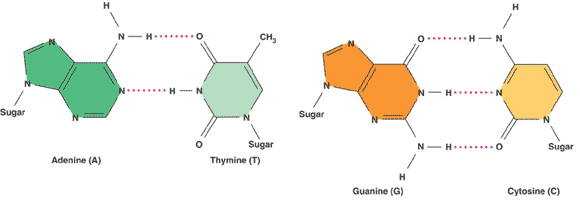 H
N H O
CH3
N
N
N H N
N
N
O
Sugar
Sugar
Adenine (A)
Thymine (T)
H
O H N
N
N
N H N
N
N
N H O
H
Sugar
Sugar
Guanine (G)
Cytosine (C)